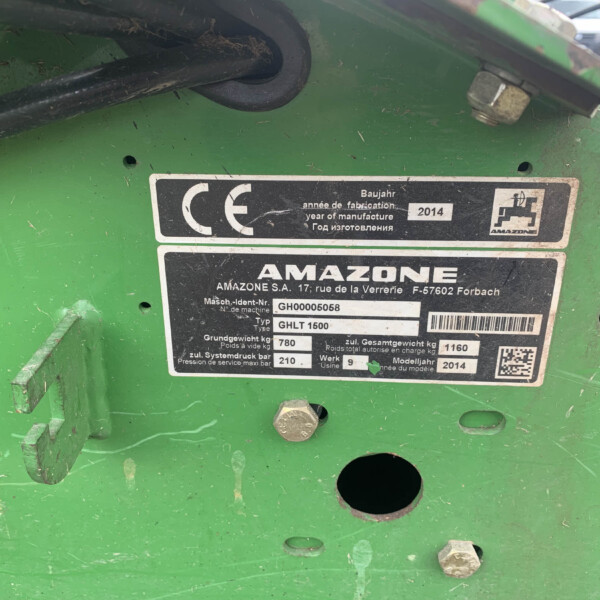 CE
Baujahr
année de fabrication
year of manufacture
Год изготовления
2014
AMAZONE
AMAZONE
AMAZONE S.A. 17; rue de la Verrerie F-57602 Forbach
Masch.-Ident-Nr.
N° de machine
GH00005058
Typ
Type
GHLT 1500
Grundgewicht kg
Poids à vide kg
780
zul. Gesamtgewicht kg
Poids total autorisé en charge kg
1160
zul. Systemdruck bar
Pression de service maxi bar
210
Werk
Usine
9
Modelljahr
Année du modèle
2014